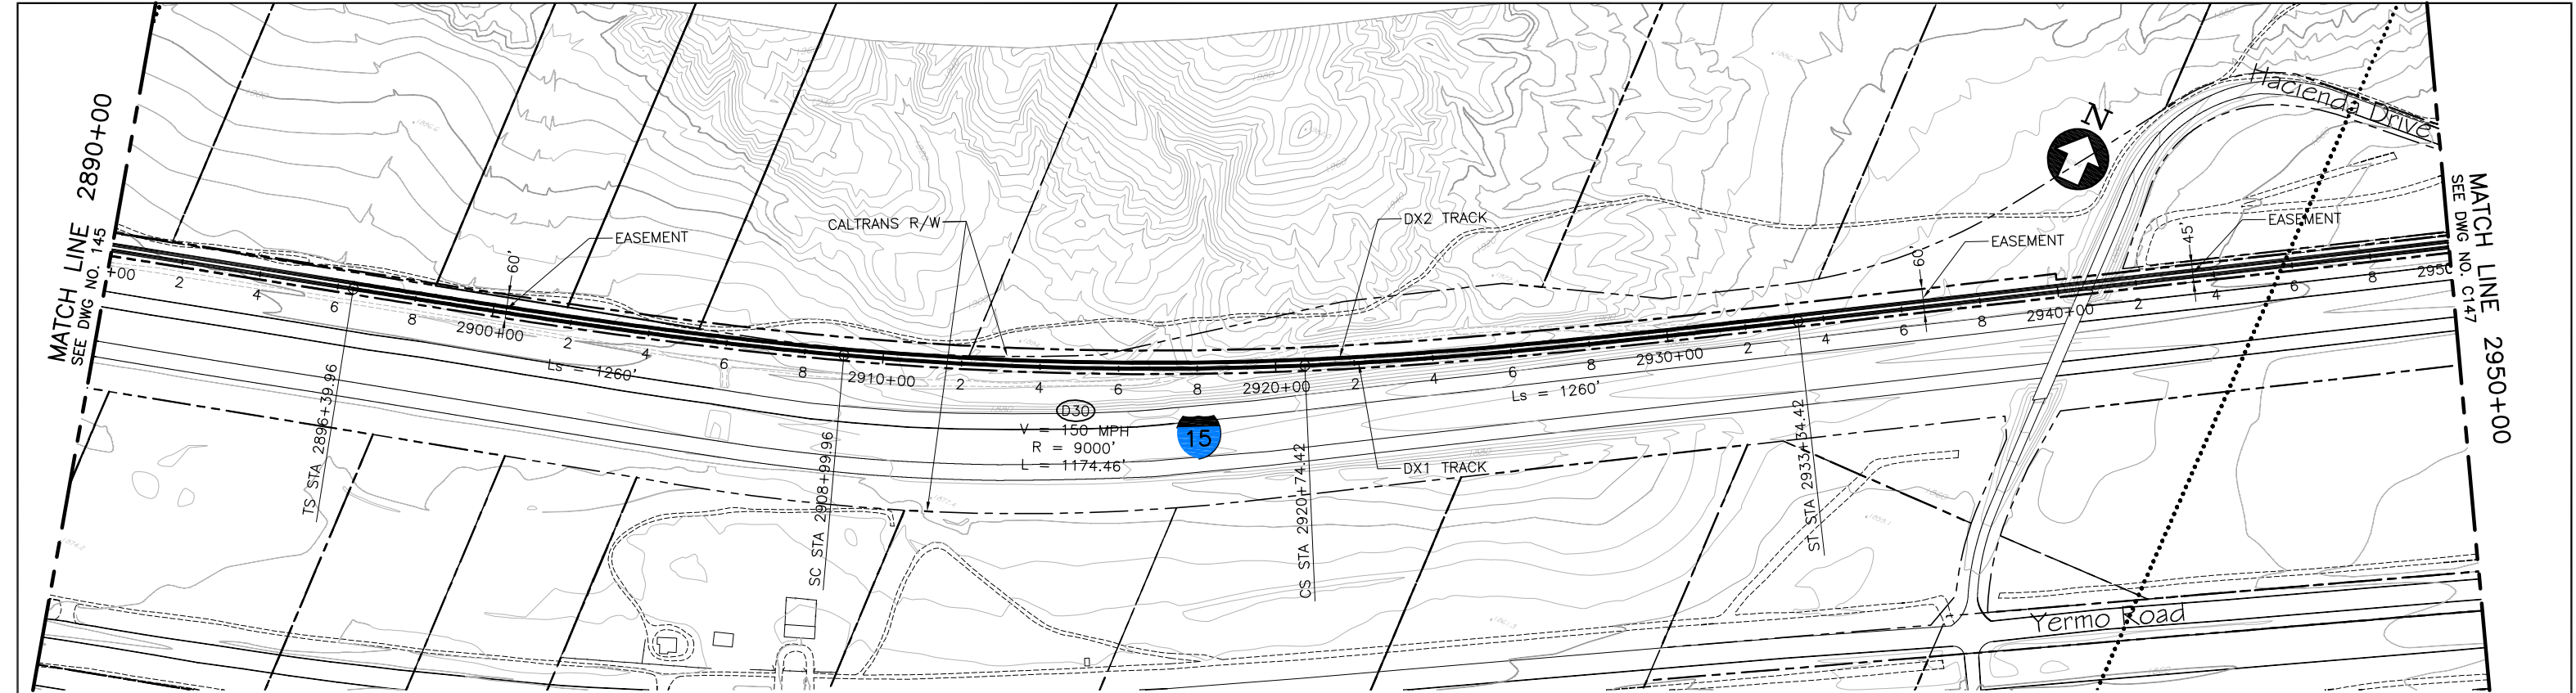 MATCH LINE 2890+00
SEE DWG NO. 145
+00
2
4
6
8
2900+00
2
4
6
8
2910+00
2
4
6
8
2920+00
2
4
6
8
2930+00
2
4
6
8
2940+00
2
4
6
8
2950
60'
EASEMENT
CALTRANS R/W
DX2 TRACK
DX1 TRACK
60'
EASEMENT
45'
EASEMENT
N
Hacienda Drive
Ls = 1260'
Ls = 1260'
D30
V = 150 MPH
R = 9000'
L = 1174.46'
15
TS STA 2896+39.96
SC STA 2908+99.96
CS STA 2920+74.42
ST STA 2933+34.42
Yermo Road
MATCH LINE 2950+00
SEE DWG NO. C147